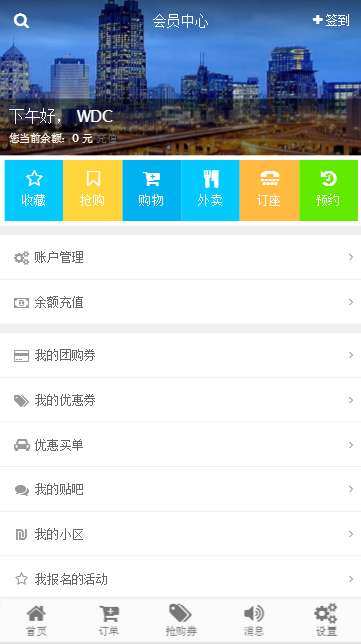 会员中心
签到
下午好， WDC
您当前余额：0 元 充值
收藏
抢购
购物
外卖
订座
预约
账户管理
余额充值
我的团购券
我的优惠券
优惠买单
我的贴吧
我的小区
我报名的活动
首页
订单
抢购券
消息
设置